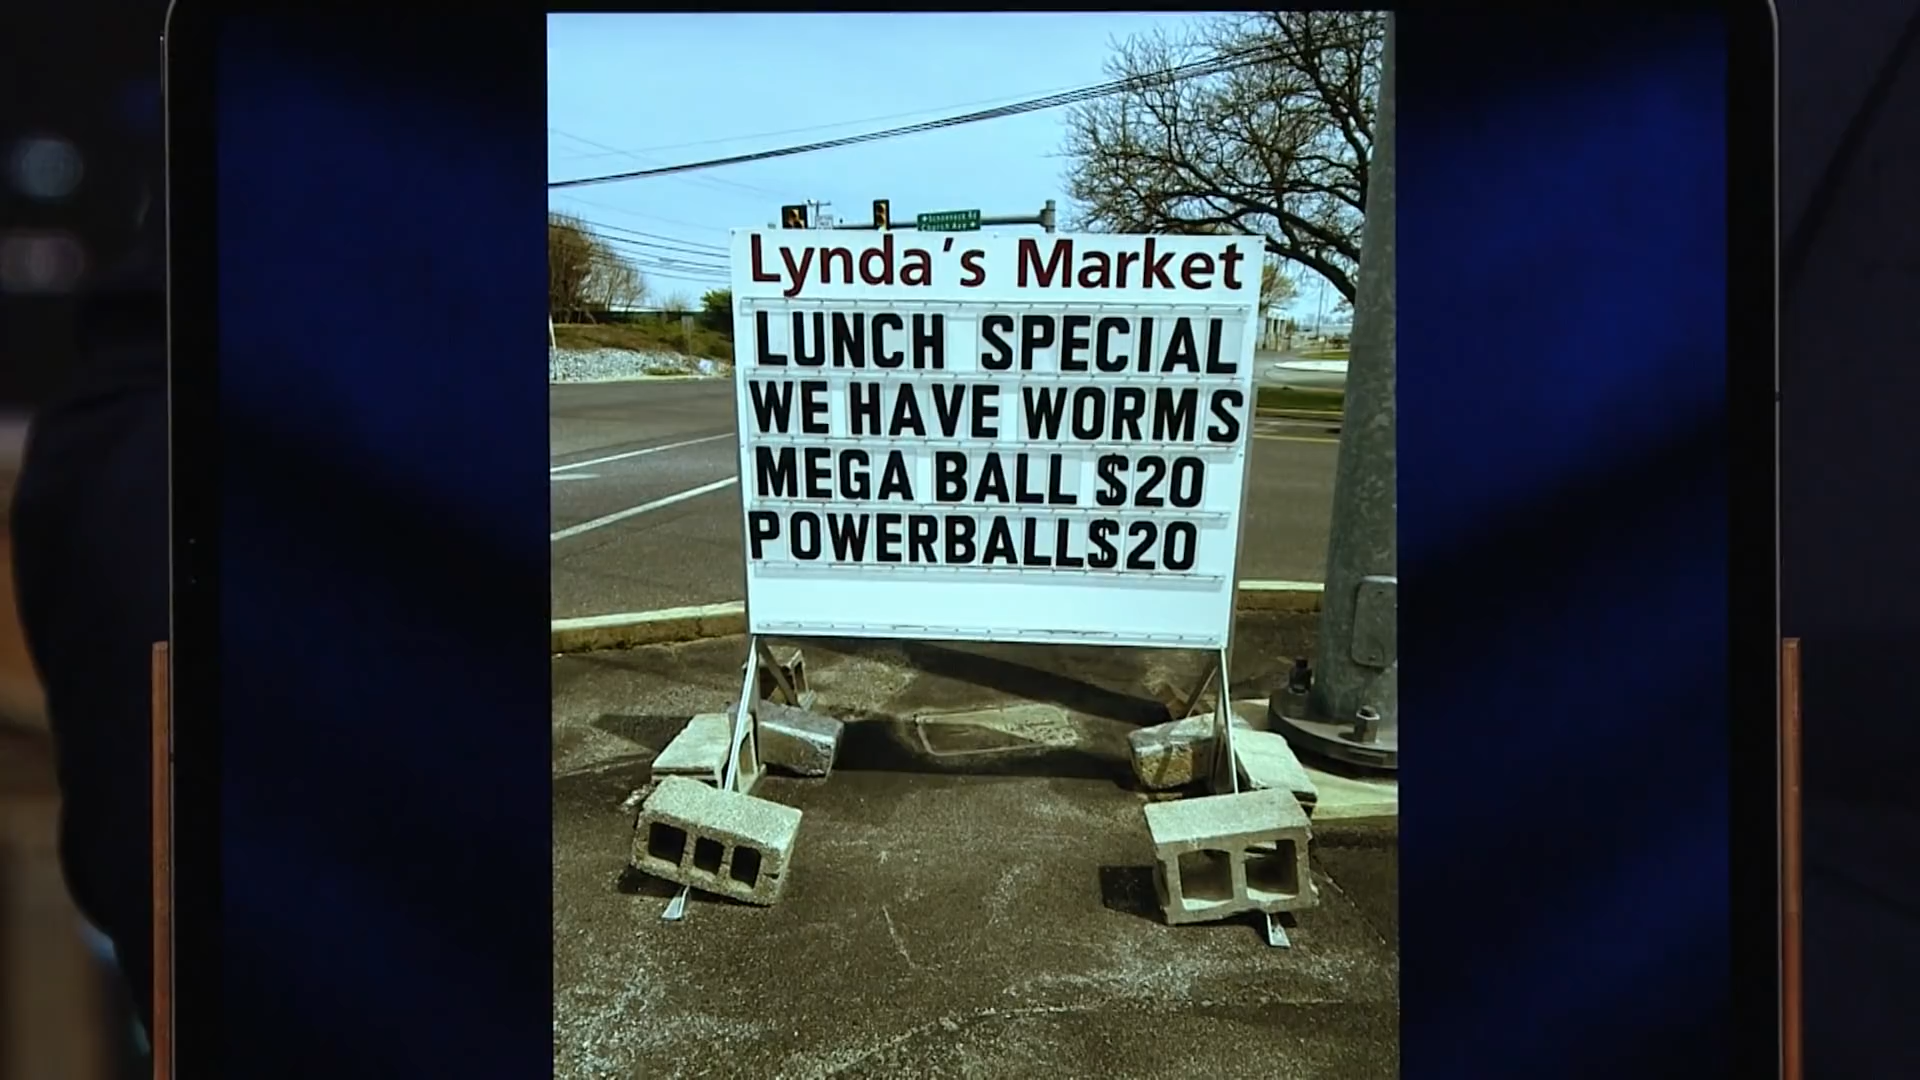 Lynda's Market
LUNCH SPECIAL
WE HAVE WORMS
MEGA BALL $20
POWERBALL$20